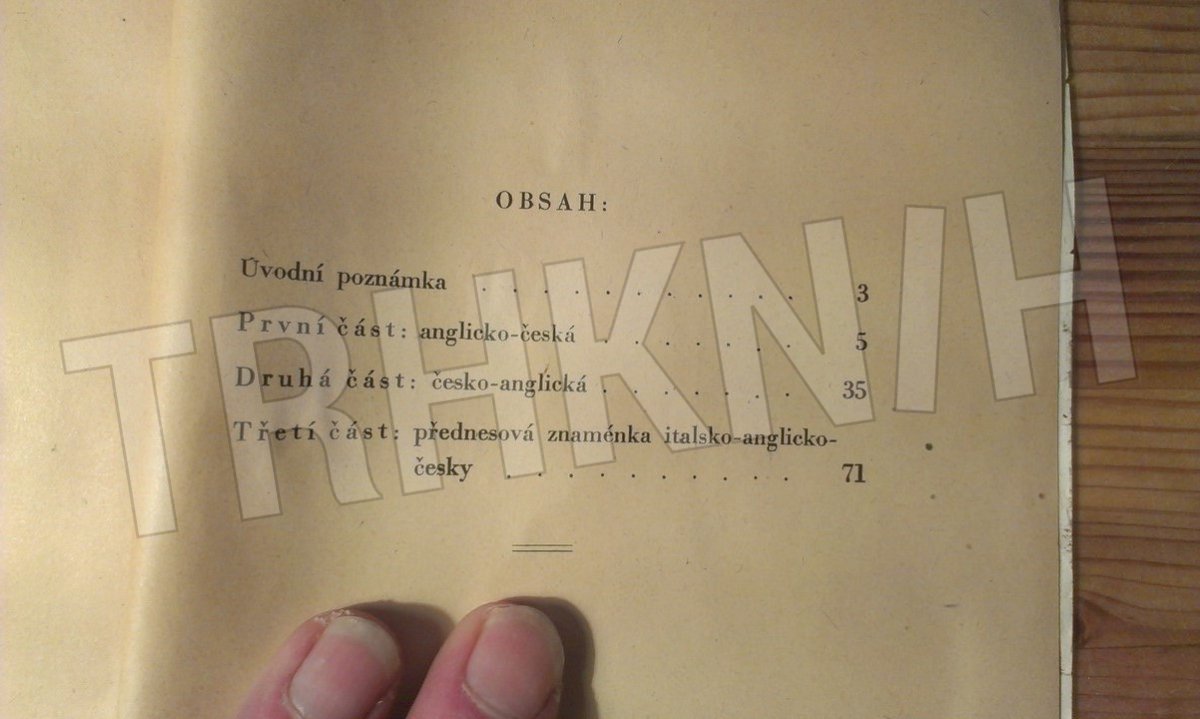 OBSAH:
Úvodní poznámka . . . . . . . . . . . 3
První část: anglicko-česká . . . . . . . 5
Druhá část: česko-anglická . . . . . . . 35
Třetí část: přednesová znaménka italsko-anglicko-
česky . . . . . . . . . . 71
TRHKNIH